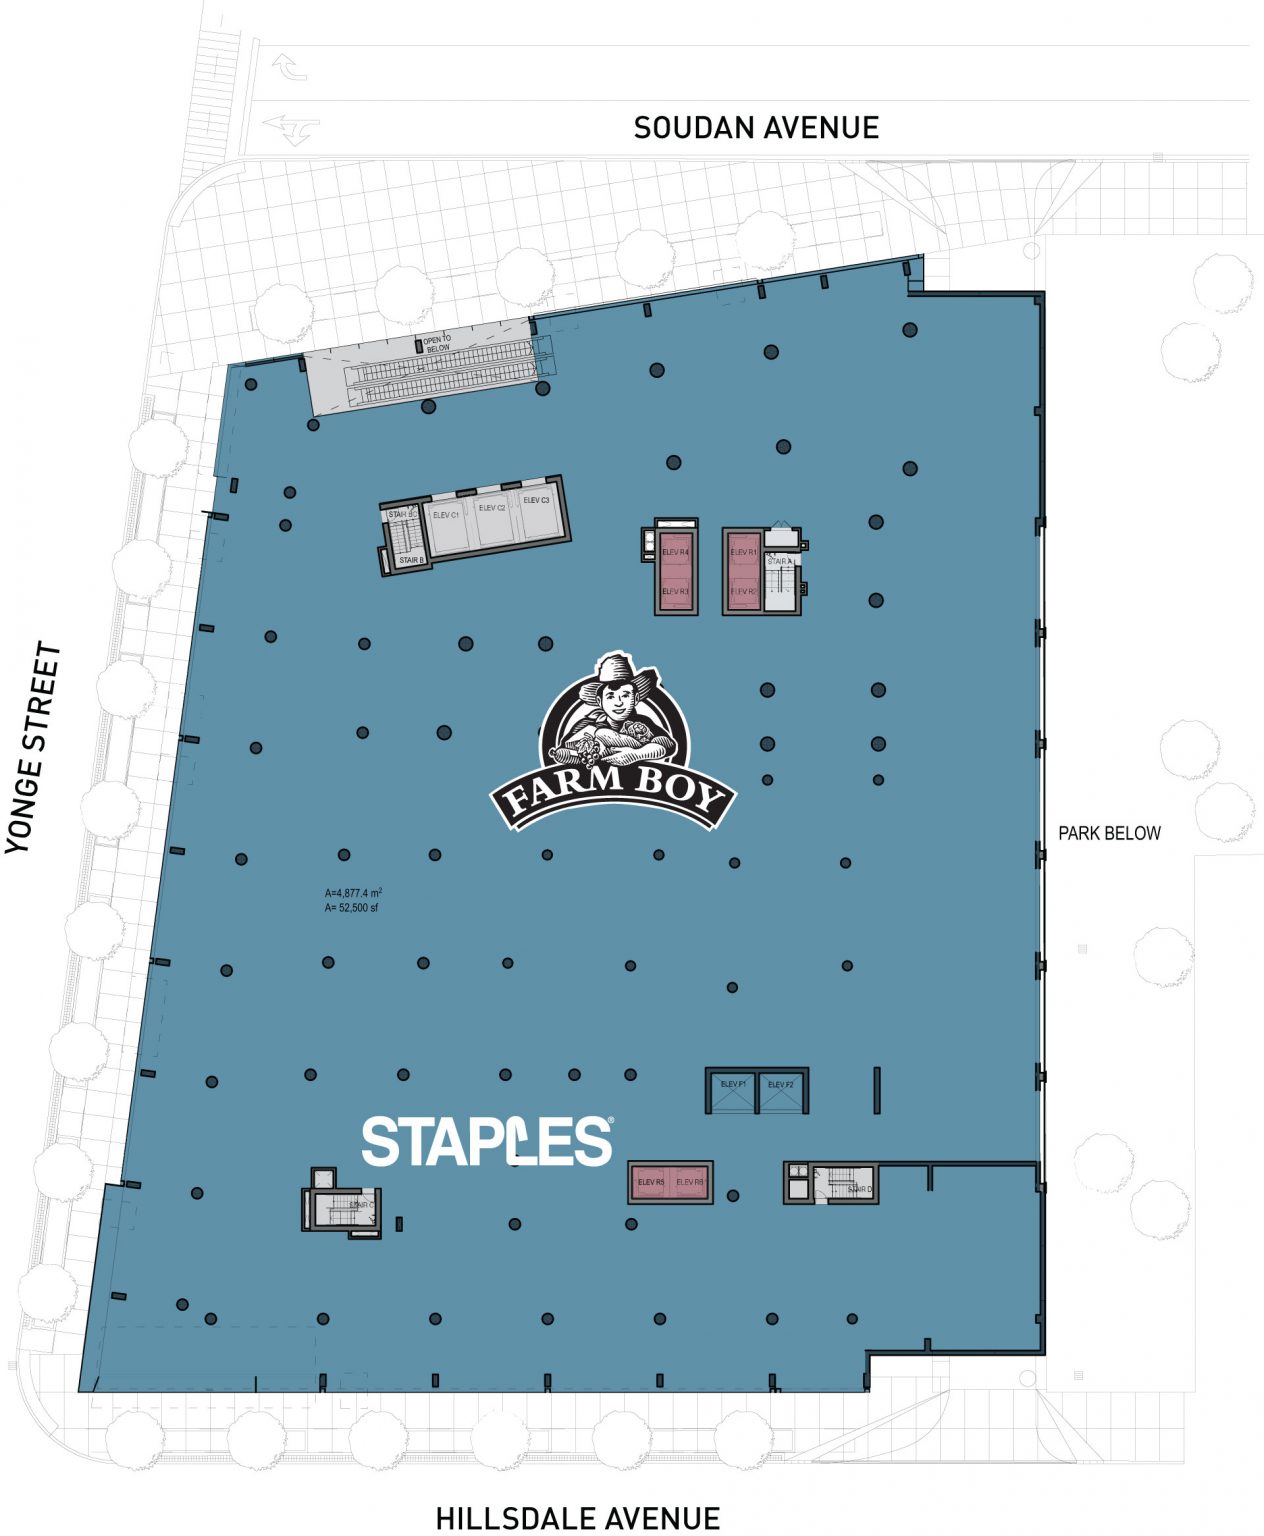 SOUDAN AVENUE
OPEN TO
BELOW
STAIR BC
ELEV C1
ELEV C2
ELEV C3
STAIR B
ELEV R4
ELEV R3
ELEV R1
ELEV R2
STAIR A
YONGE STREET
FARM BOY
PARK BELOW
A=4,877.4 m²
A= 52,500 sf
ELEV F1
ELEV F2
STAPLES®
ELEV R5
ELEV R6
STAIR D
STAIR C
HILLSDALE AVENUE